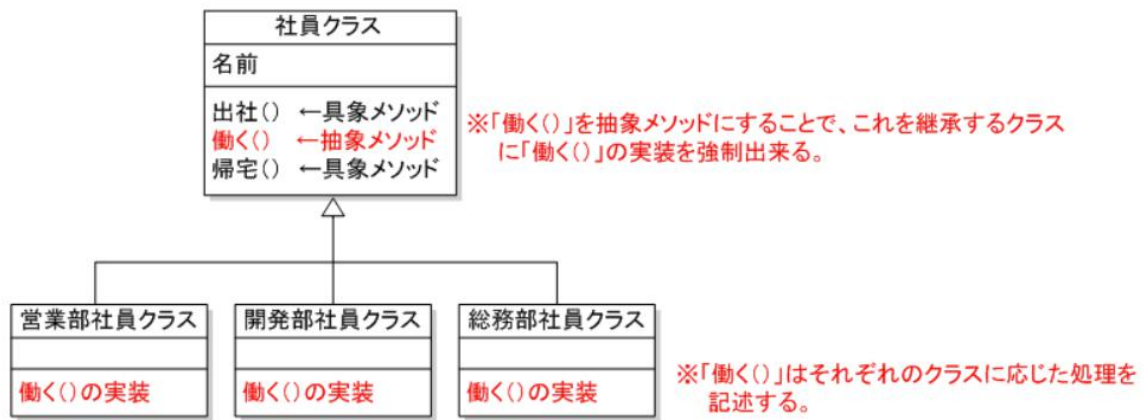 社員クラス
名前
出社() ←具象メソッド
働く() ←抽象メソッド
帰宅() ←具象メソッド
※「働く()」を抽象メソッドにすることで、これを継承するクラス
に「働く()」の実装を強制出来る。
営業部社員クラス
働く()の実装
開発部社員クラス
働く()の実装
総務部社員クラス
働く()の実装
※「働く()」はそれぞれのクラスに応じた処理を
記述する。